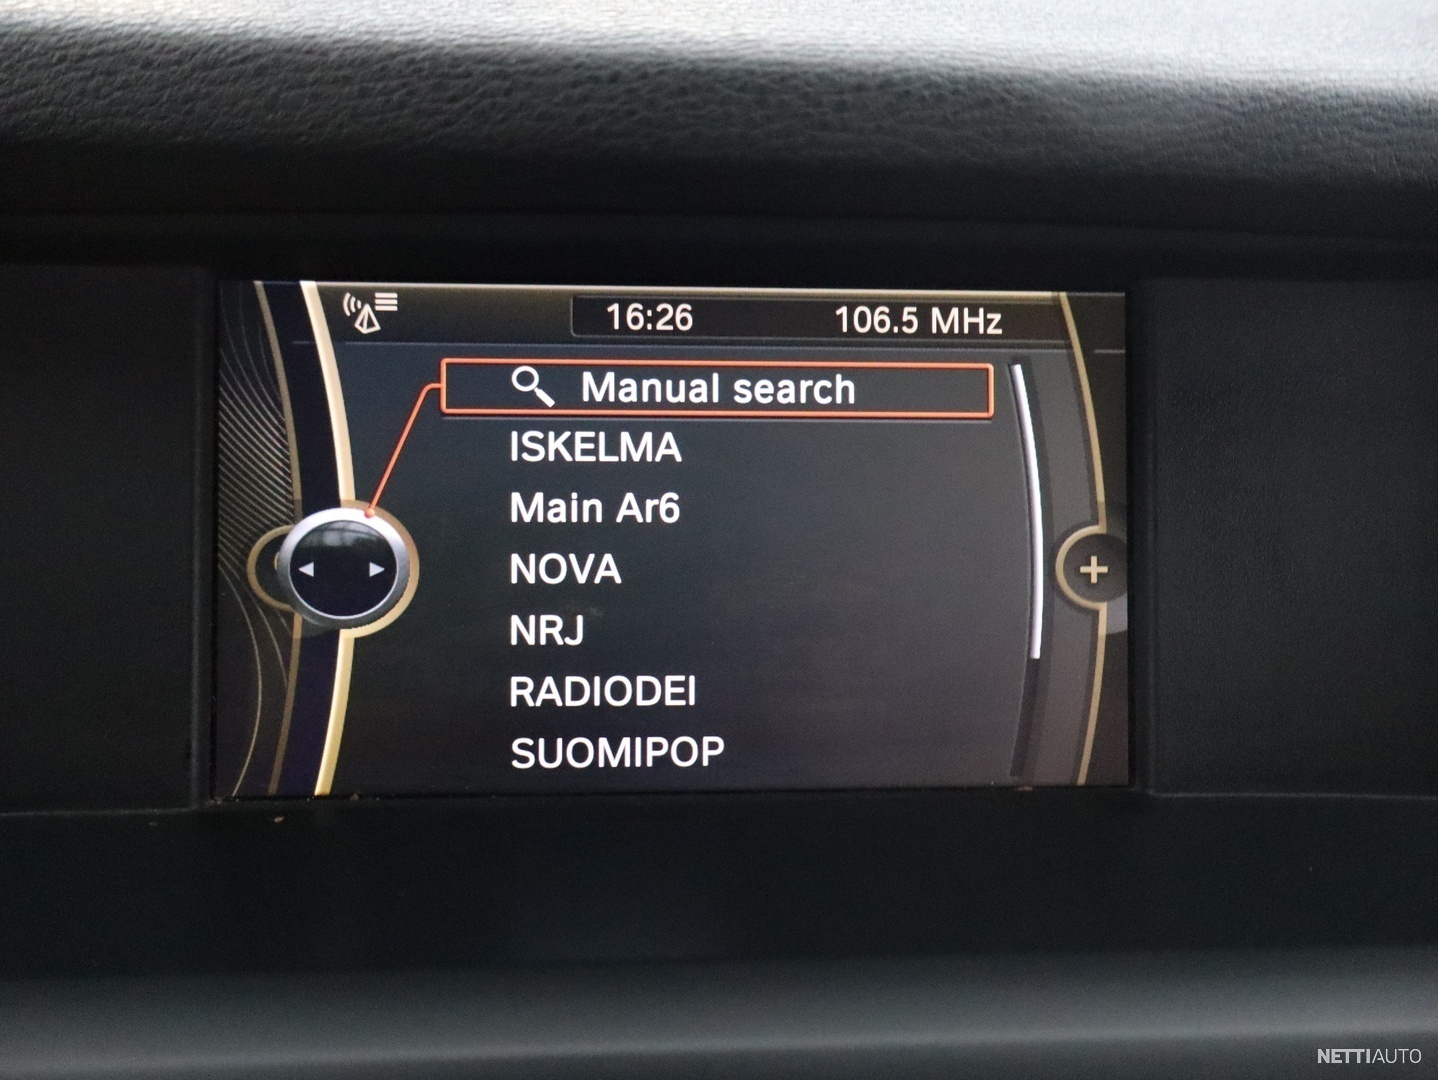 16:26 106.5 MHz
Manual search
ISKELMA
Main Ar6
NOVA
NRJ
RADIODEI
SUOMIPOP
NETTIAUTO